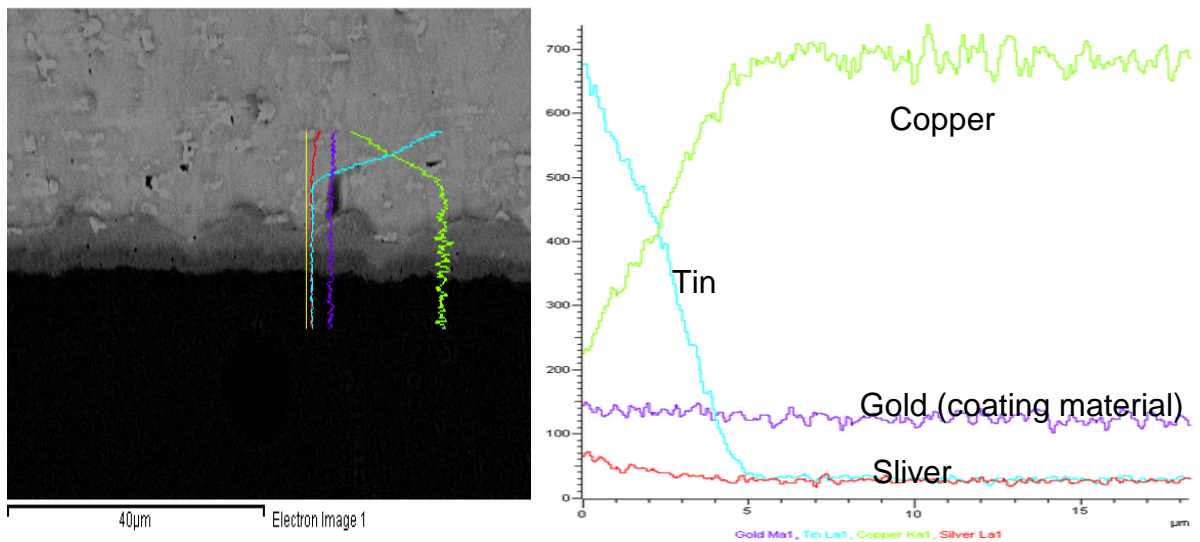 40µm
Electron Image 1
700
600
500
400
300
200
100
0
0
5
10
15
µm
Copper
Tin
Gold (coating material)
Sliver
Gold Ma1, Tin La1, Copper Ka1, Silver La1